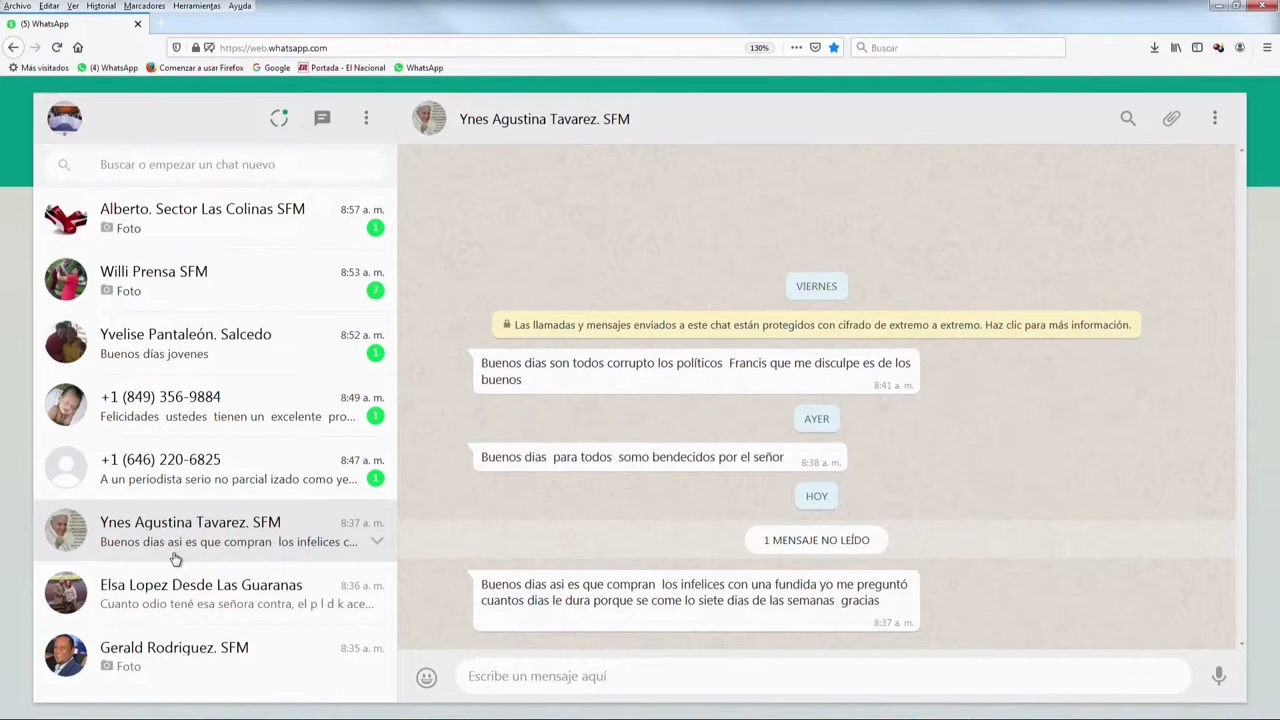 Archivo Editar Ver Historial Marcadores Herramientas Ayuda
(5) WhatsApp
https://web.whatsapp.com
130%
Buscar
Más visitados
(4) WhatsApp
Comenzar a usar Firefox
Google
Portada - El Nacional
WhatsApp
Buscar o empezar un chat nuevo
Alberto. Sector Las Colinas SFM
8:57 a. m.
Foto
1
Willi Prensa SFM
8:53 a. m.
Foto
7
Yvelise Pantaleón. Salcedo
8:52 a. m.
Buenos días jovenes
1
+1 (849) 356-9884
8:49 a. m.
Felicidades ustedes tienen un excelente pro...
1
+1 (646) 220-6825
8:47 a. m.
A un periodista serio no parcial izado como ye...
1
Ynes Agustina Tavarez. SFM
8:37 a. m.
Buenos dias asi es que compran los infelices c...
Elsa Lopez Desde Las Guaranas
8:36 a. m.
Cuanto odio tené esa señora contra, el p l d k ace...
Gerald Rodriguez. SFM
8:35 a. m.
Foto
Ynes Agustina Tavarez. SFM
VIERNES
Las llamadas y mensajes enviados a este chat están protegidos con cifrado de extremo a extremo. Haz clic para más información.
Buenos dias son todos corrupto los políticos Francis que me disculpe es de los
buenos
8:41 a. m.
AYER
Buenos días para todos somo bendecidos por el señor
8:38 a. m.
HOY
1 MENSAJE NO LEÍDO
Buenos dias asi es que compran los infelices con una fundida yo me preguntó
cuantos dias le dura porque se come lo siete dias de las semanas gracias
8:37 a. m.
Escribe un mensaje aquí